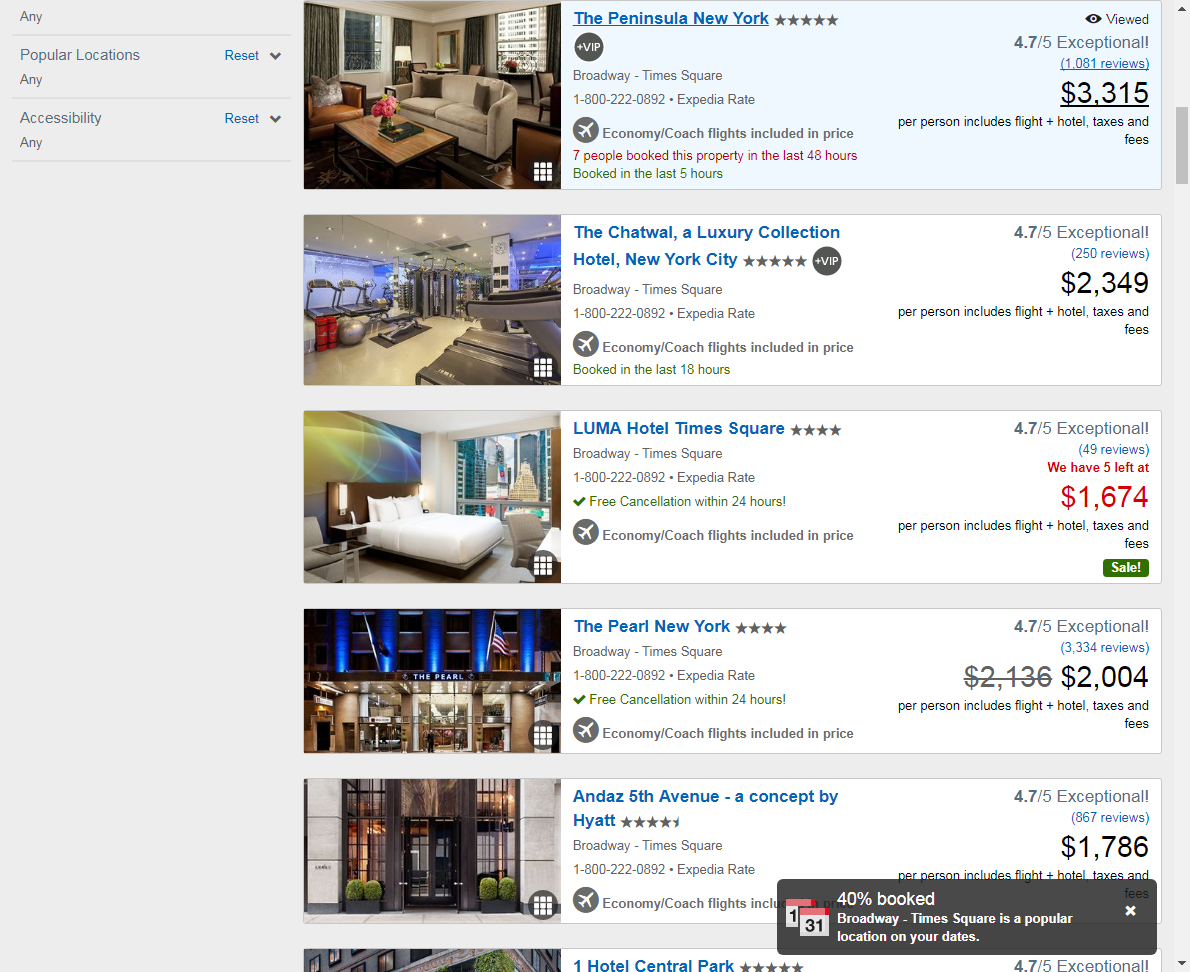 Any
Popular Locations Reset
Any
Accessibility Reset
Any
The Peninsula New York
Viewed
+VIP
4.7/5 Exceptional!
(1,081 reviews)
Broadway - Times Square
$3,315
1-800-222-0892 • Expedia Rate
per person includes flight + hotel, taxes and
fees
Economy/Coach flights included in price
7 people booked this property in the last 48 hours
Booked in the last 5 hours
The Chatwal, a Luxury Collection
Hotel, New York City
+VIP
4.7/5 Exceptional!
(250 reviews)
Broadway - Times Square
$2,349
1-800-222-0892 • Expedia Rate
per person includes flight + hotel, taxes and
fees
Economy/Coach flights included in price
Booked in the last 18 hours
LUMA Hotel Times Square
4.7/5 Exceptional!
(49 reviews)
Broadway - Times Square
We have 5 left at
1-800-222-0892 • Expedia Rate
$1,674
Free Cancellation within 24 hours!
per person includes flight + hotel, taxes and
fees
Economy/Coach flights included in price
Sale!
THE PEARL
The Pearl New York
4.7/5 Exceptional!
(3,334 reviews)
Broadway - Times Square
$2,136 $2,004
1-800-222-0892 • Expedia Rate
Free Cancellation within 24 hours!
per person includes flight + hotel, taxes and
fees
Economy/Coach flights included in price
Andaz 5th Avenue - a concept by
Hyatt
4.7/5 Exceptional!
(867 reviews)
Broadway - Times Square
$1,786
1-800-222-0892 • Expedia Rate
per person includes flight + hotel, taxes and
fees
Economy/Coach flights included in price
1
31
40% booked
Broadway - Times Square is a popular
location on your dates.
1 Hotel Central Park
4.7/5 Exceptional!